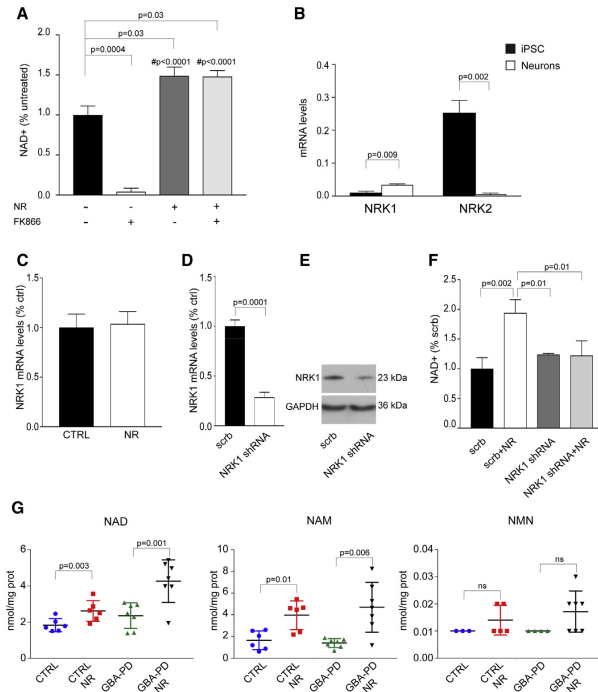 A
p=0.03
p=0.03
p=0.0004
#p<0.0001 #p<0.0001
NAD+ (% untreated)
2.0
1.5
1.0
0.5
0.0
NR - - + +
FK866 - + - +
B
iPSC
Neurons
mRNA levels
0.4
0.3
0.2
0.1
0.0
p=0.009
p=0.002
NRK1 NRK2
C
NRK1 mRNA levels (% ctrl)
1.5
1.0
0.5
0.0
CTRL NR
D
NRK1 mRNA levels (% ctrl)
1.5
1.0
0.5
0.0
p=0.0001
scrb NRK1 shRNA
E
NRK1 23 kDa
GAPDH 36 kDa
scrb NRK1 shRNA
F
NAD+ (% scrb)
2.5
2.0
1.5
1.0
0.5
0.0
p=0.01
p=0.002 p=0.01
scrb scrb+NR NRK1 shRNA NRK1 shRNA+NR
G
NAD
nmol/mg prot
6
4
2
0
p=0.003
p=0.001
CTRL CTRL NR GBA-PD GBA-PD NR
NAM
nmol/mg prot
10
8
6
4
2
0
p=0.01
p=0.006
CTRL CTRL NR GBA-PD GBA-PD NR
NMN
nmol/mg prot
0.04
0.03
0.02
0.01
0.00
ns
ns
CTRL CTRL NR GBA-PD GBA-PD NR